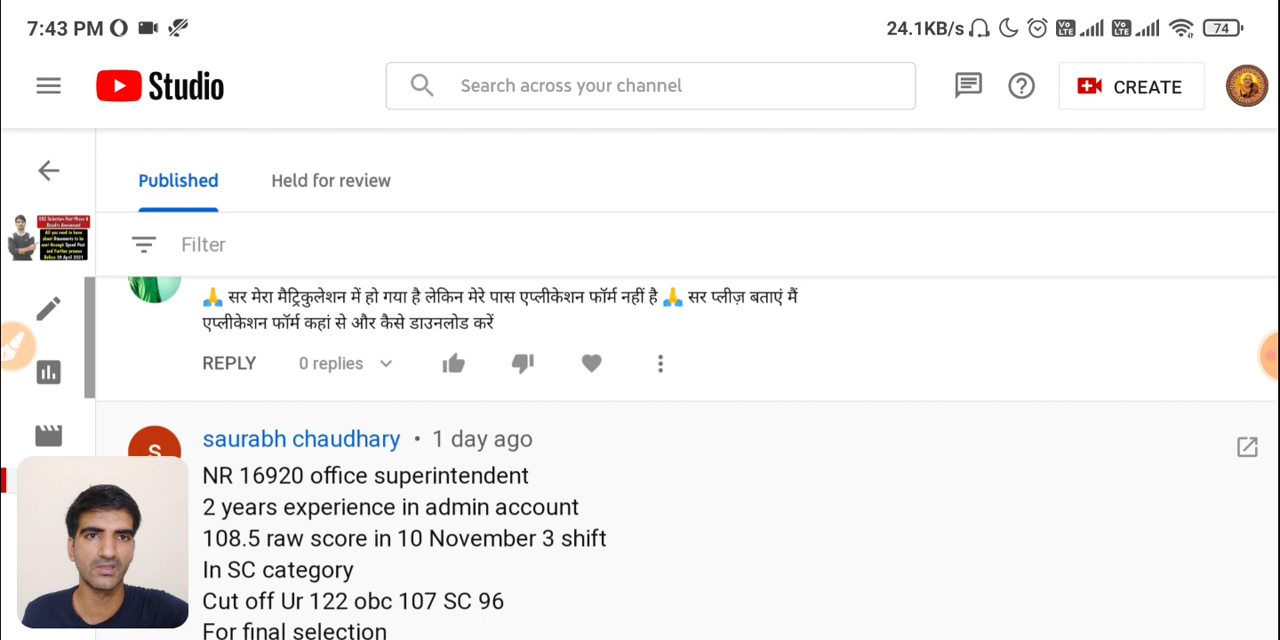 7:43 PM 24.1KB/s 74
Studio Search across your channel CREATE
Published Held for review
Filter
🙏 सर मेरा मैट्रिकुलेशन में हो गया है लेकिन मेरे पास एप्लीकेशन फॉर्म नहीं है 🙏 सर प्लीज़ बताएं मैं
एप्लीकेशन फॉर्म कहां से और कैसे डाउनलोड करें
REPLY 0 replies
saurabh chaudhary • 1 day ago
NR 16920 office superintendent
2 years experience in admin account
108.5 raw score in 10 November 3 shift
In SC category
Cut off Ur 122 obc 107 SC 96
For final selection